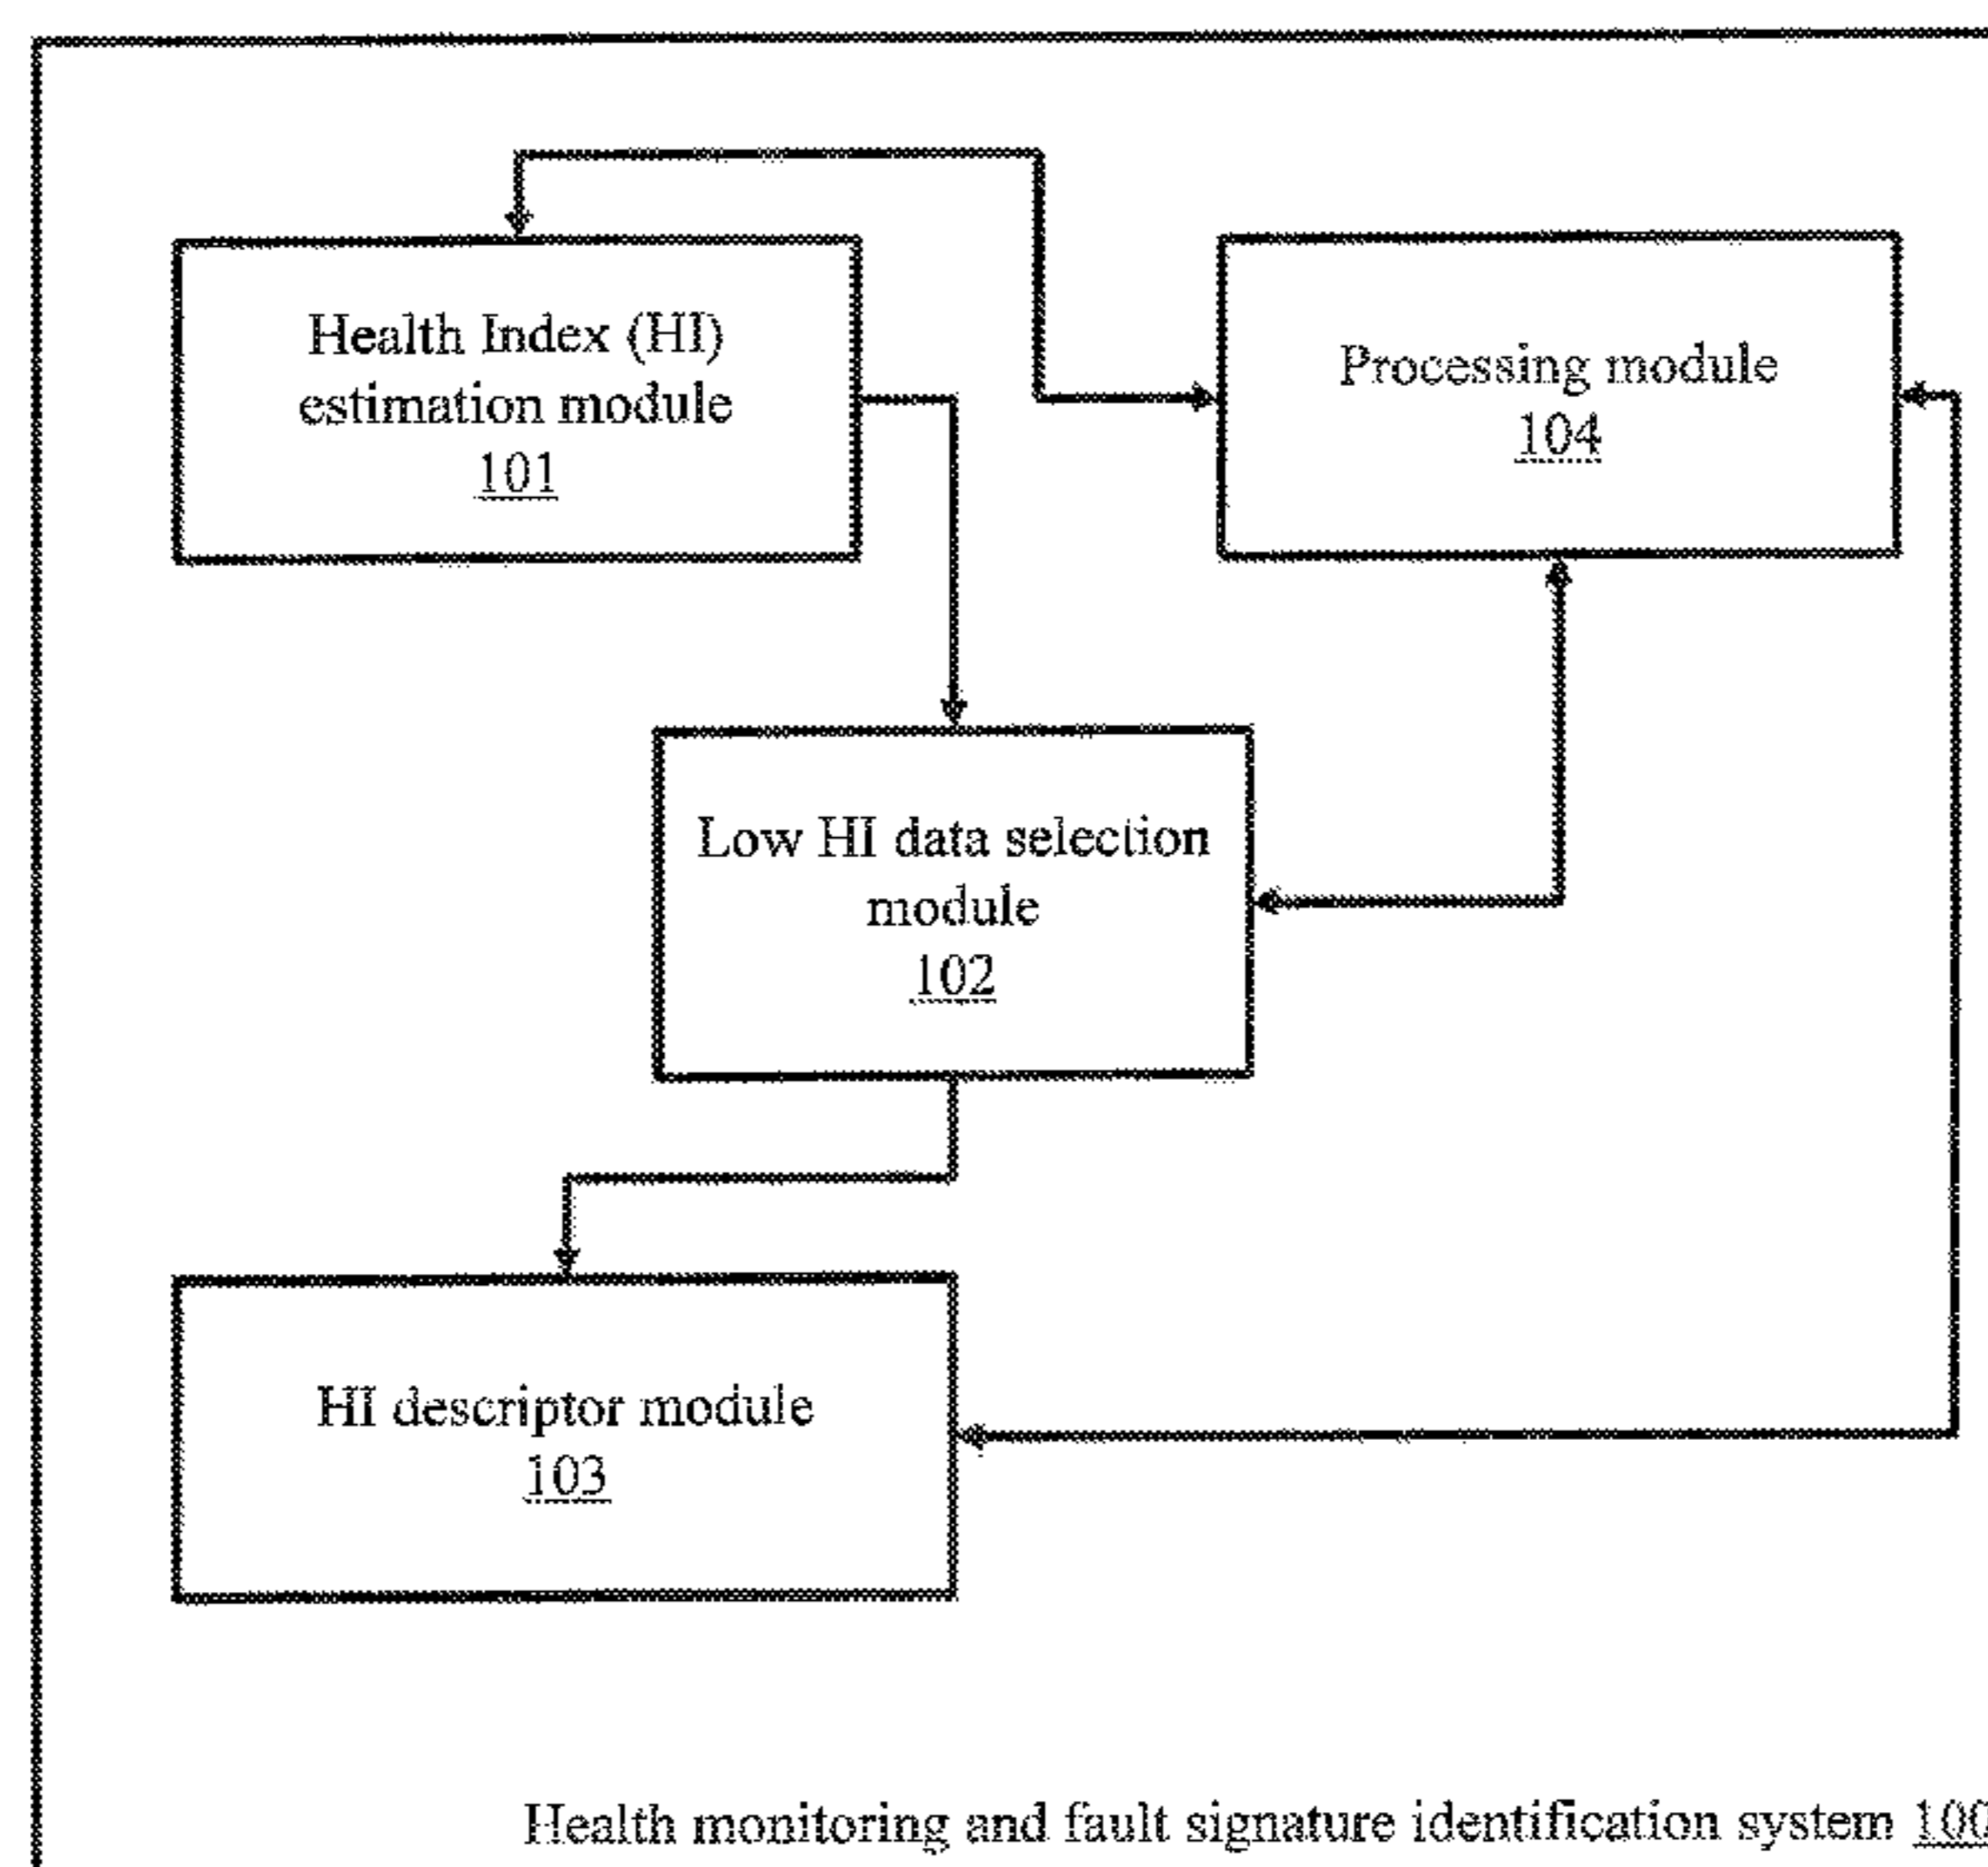 Health Index (HI)
estimation module
101
Processing module
104
Low HI data selection
module
102
HI descriptor module
103
Health monitoring and fault signature identification system 100